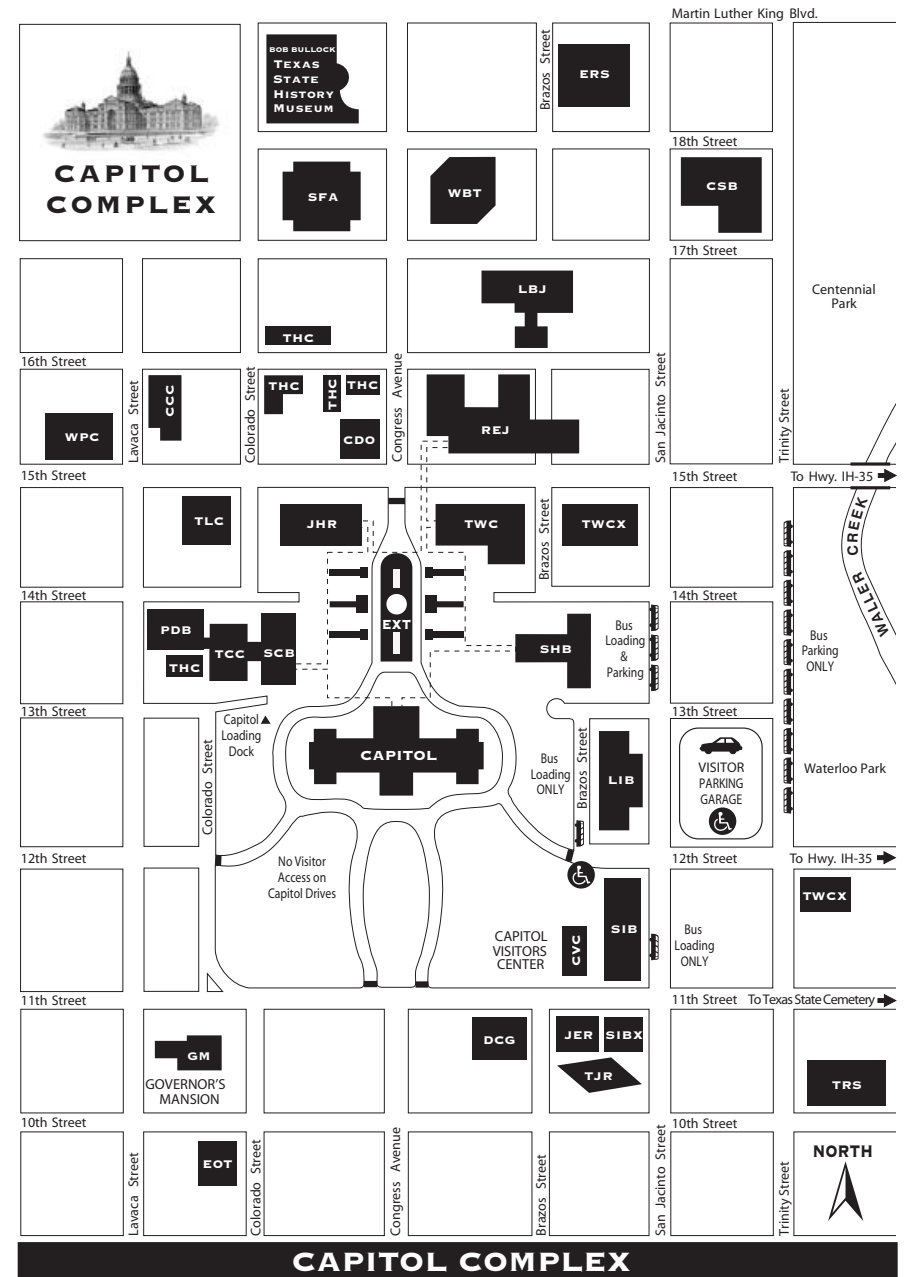 Martin Luther King Blvd.
BOB BULLOCK
TEXAS
STATE
HISTORY
MUSEUM
Brazos Street
ERS
CAPITOL
COMPLEX
18th Street
SFA
WBT
CSB
17th Street
LBJ
Centennial
Park
THC
16th Street
Lavaca Street
CCC
Colorado Street
THC
THC
THC
Congress Avenue
San Jacinto Street
Trinity Street
WPC
CDO
REJ
15th Street
15th Street
To Hwy. IH-35
TLC
JHR
TWC
Brazos Street
TWCX
WALLER CREEK
14th Street
14th Street
EXT
PDB
THC
TCC
SCB
SHB
Bus
Loading
&
Parking
Bus
Parking
ONLY
13th Street
13th Street
Capitol
Loading
Dock
Colorado Street
CAPITOL
Bus
Loading
ONLY
Brazos Street
LIB
VISITOR
PARKING
GARAGE
Waterloo Park
12th Street
12th Street
To Hwy. IH-35
No Visitor
Access on
Capitol Drives
TWCX
CAPITOL
VISITORS
CENTER
CVC
SIB
Bus
Loading
ONLY
11th Street
11th Street
To Texas State Cemetery
GM
GOVERNOR'S
MANSION
DCG
JER
SIBX
TJR
TRS
10th Street
10th Street
Lavaca Street
EOT
Colorado Street
Congress Avenue
Brazos Street
San Jacinto Street
Trinity Street
NORTH
CAPITOL COMPLEX